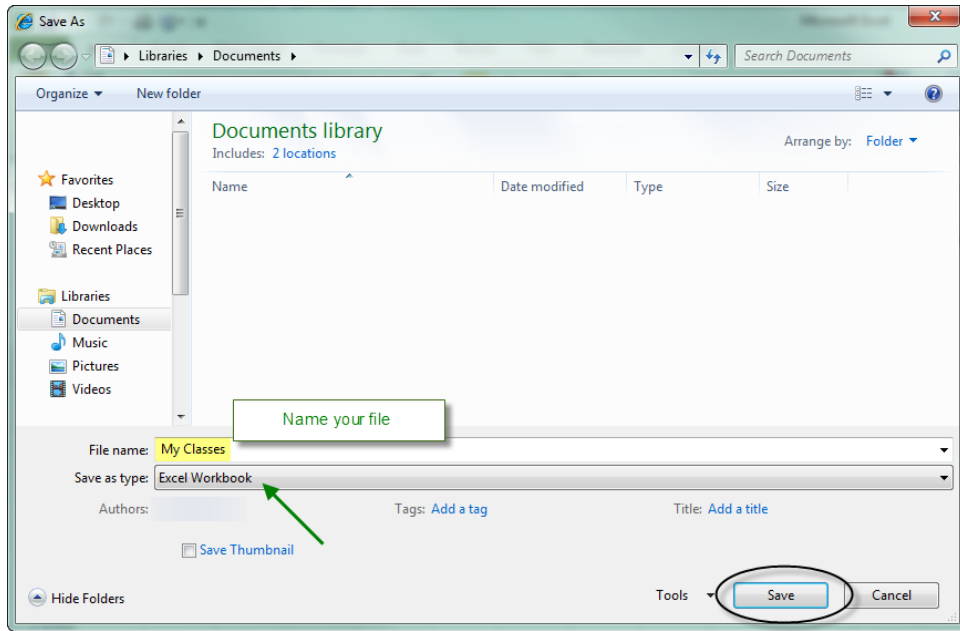 Save As
Libraries Documents
Search Documents
Organize New folder
Documents library
Includes: 2 locations
Arrange by: Folder
Name Date modified Type Size
Favorites
Desktop
Downloads
Recent Places
Libraries
Documents
Music
Pictures
Videos
Name your file
File name: My Classes
Save as type: Excel Workbook
Authors: Tags: Add a tag Title: Add a title
Save Thumbnail
Hide Folders Tools Save Cancel